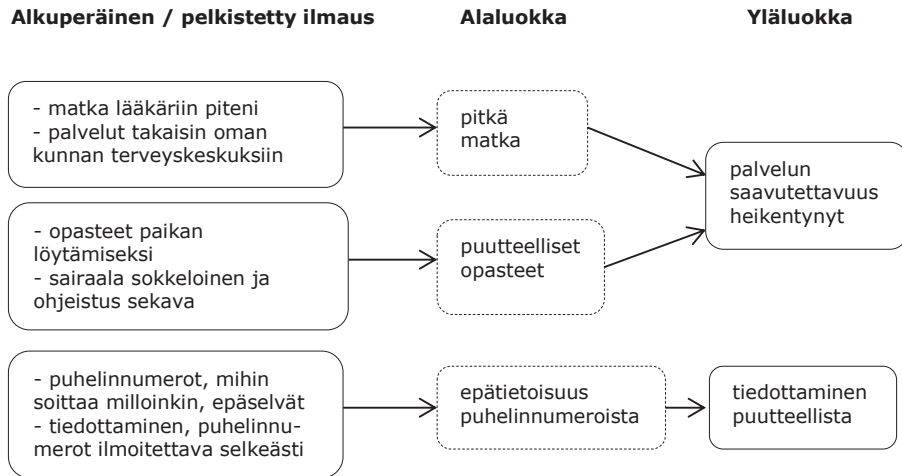 Alkuperäinen / pelkistetty ilmaus
Alaluokka
Yläluokka
- matka lääkäriin piteni
- palvelut takaisin oman
kunnan terveyskeskuksiin
pitkä
matka
palvelun
saavutettavuus
heikentynyt
- opasteet paikan
löytämiseksi
- sairaala sokkeloinen ja
ohjeistus sekava
puutteelliset
opasteet
- puhelinnumerot, mihin
soittaa milloinkin, epäselvät
- tiedottaminen, puhelinnu-
merot ilmoitettava selkeästi
epätietoisuus
puhelinnumeroista
tiedottaminen
puutteellista